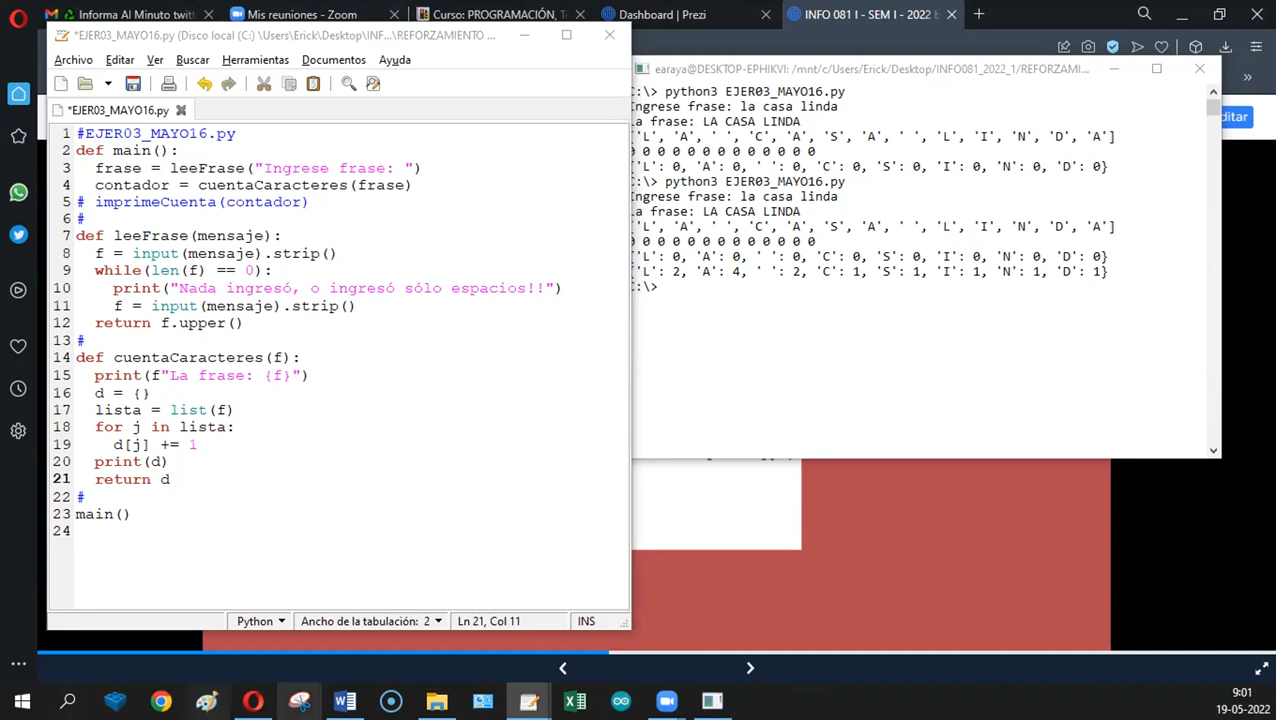 Informa Al Minuto twitt
Mis reuniones - Zoom
Curso: PROGRAMACIÓN, T
Dashboard | Prezi
INFO 081 I - SEM I - 2022
*EJER03_MAYO16.py (Disco local (C:) \Users\Erick\Desktop\INF...\REFORZAMIENTO ...
Archivo Editar Ver Buscar Herramientas Documentos Ayuda
*EJER03_MAYO16.py
1 #EJER03_MAYO16.py
2 def main():
3 frase = leeFrase("Ingrese frase: ")
4 contador = cuentaCaracteres(frase)
5 # imprimeCuenta(contador)
6 #
7 def leeFrase(mensaje):
8 f = input(mensaje).strip()
9 while(len(f) == 0):
10 print("Nada ingresó, o ingresó sólo espacios!!")
11 f = input(mensaje).strip()
12 return f.upper()
13 #
14 def cuentaCaracteres(f):
15 print(f"La frase: {f}")
16 d = {}
17 lista = list(f)
18 for j in lista:
19 d[j] += 1
20 print(d)
21 return d
22 #
23 main()
24
Python Ancho de la tabulación: 2 Ln 21, Col 11 INS
earaya@DESKTOP-EPHIKVI: /mnt/c/Users/Erick/Desktop/INFO081_2022_1/REFORZAMI...
C:\> python3 EJER03_MAYO16.py
Ingrese frase: la casa linda
La frase: LA CASA LINDA
['L', 'A', ' ', 'C', 'A', 'S', 'A', ' ', 'L', 'I', 'N', 'D', 'A']
0 0 0 0 0 0 0 0 0 0 0 0 0
{'L': 0, 'A': 0, ' ': 0, 'C': 0, 'S': 0, 'I': 0, 'N': 0, 'D': 0}
C:\> python3 EJER03_MAYO16.py
Ingrese frase: la casa linda
La frase: LA CASA LINDA
['L', 'A', ' ', 'C', 'A', 'S', 'A', ' ', 'L', 'I', 'N', 'D', 'A']
0 0 0 0 0 0 0 0 0 0 0 0 0
{'L': 0, 'A': 0, ' ': 0, 'C': 0, 'S': 0, 'I': 0, 'N': 0, 'D': 0}
{'L': 2, 'A': 4, ' ': 2, 'C': 1, 'S': 1, 'I': 1, 'N': 1, 'D': 1}
C:\>
ditar
9:01
19-05-2022